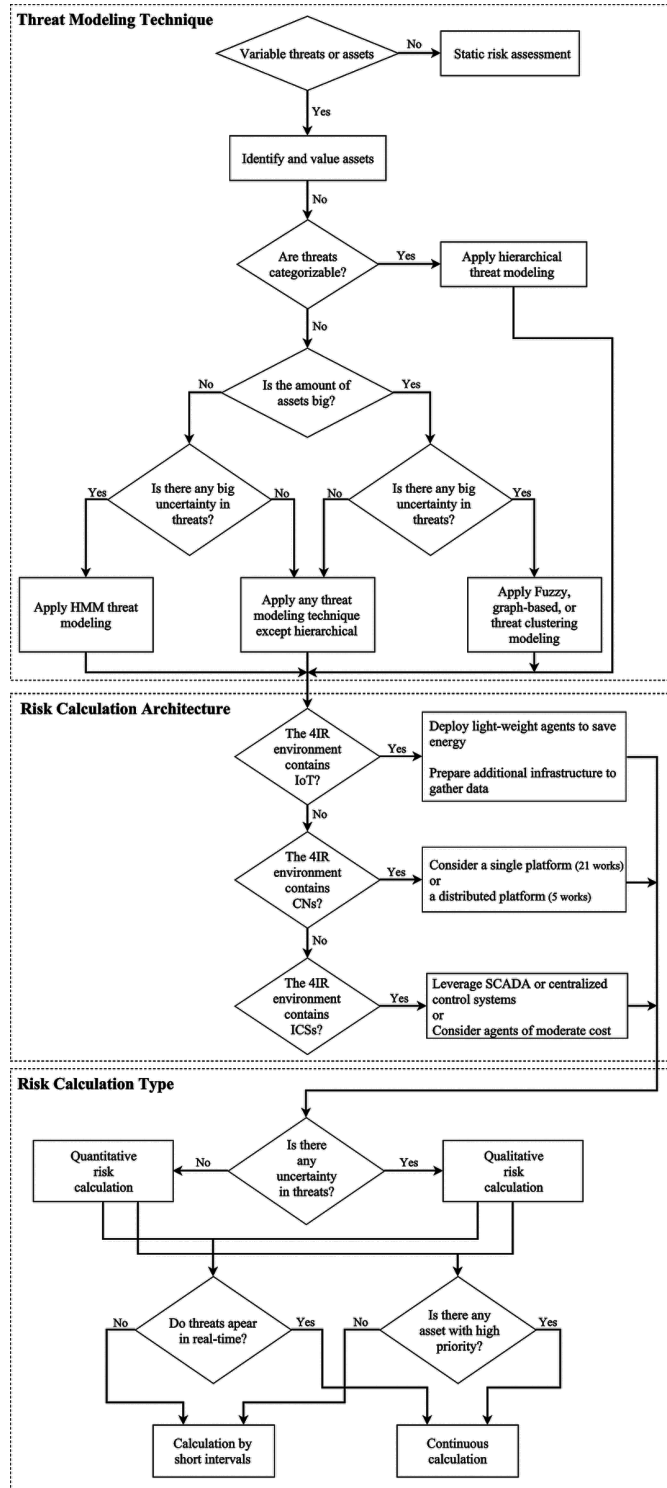 Threat Modeling Technique
Variable threats or assets
No
Static risk assessment
Yes
Identify and value assets
No
Are threats
categorizable?
Yes
Apply hierarchical
threat modeling
No
Is the amount of
assets big?
No
Yes
Is there any big
uncertainty in
threats?
Yes
No
Is there any big
uncertainty in
threats?
No
Yes
Apply HMM threat
modeling
Apply any threat
modeling technique
except hierarchical
Apply Fuzzy,
graph-based, or
threat clustering
modeling
Risk Calculation Architecture
The 4IR
environment
contains
IoT?
Yes
Deploy light-weight agents to save
energy
Prepare additional infrastructure to
gather data
No
The 4IR
environment
contains
CNs?
Yes
Consider a single platform (21 works)
or
a distributed platform (5 works)
No
The 4IR
environment
contains
ICSs?
Yes
Leverage SCADA or centralized
control systems
or
Consider agents of moderate cost
Risk Calculation Type
Is there
any
uncertainty
in threats?
No
Yes
Quantitative
risk
calculation
Qualitative
risk
calculation
Do threats apear
in real-time?
No
Yes
Is there any
asset with high
priority?
No
Yes
Calculation by
short intervals
Continuous
calculation